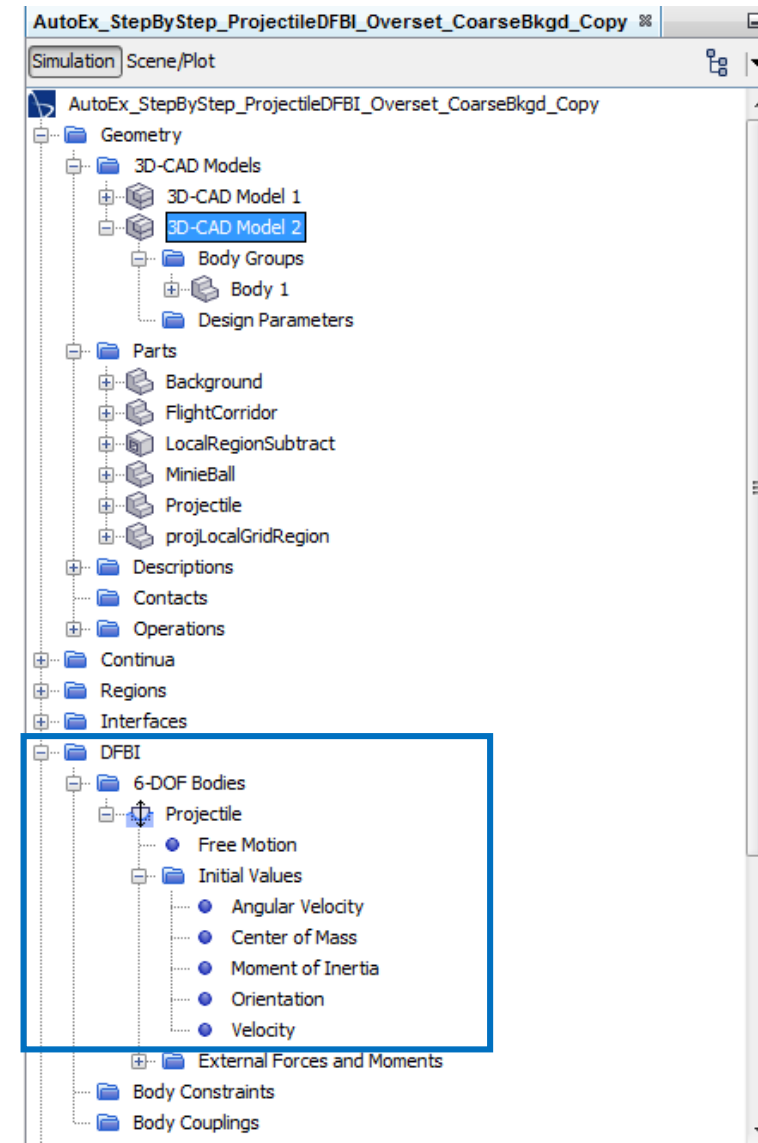 AutoEx_StepByStep_ProjectileDFBI_Overset_CoarseBkgd_Copy
Simulation Scene/Plot
AutoEx_StepByStep_ProjectileDFBI_Overset_CoarseBkgd_Copy
Geometry
3D-CAD Models
3D-CAD Model 1
3D-CAD Model 2
Body Groups
Body 1
Design Parameters
Parts
Background
FlightCorridor
LocalRegionSubtract
MinieBall
Projectile
projLocalGridRegion
Descriptions
Contacts
Operations
Continua
Regions
Interfaces
DFBI
6-DOF Bodies
Projectile
Free Motion
Initial Values
Angular Velocity
Center of Mass
Moment of Inertia
Orientation
Velocity
External Forces and Moments
Body Constraints
Body Couplings